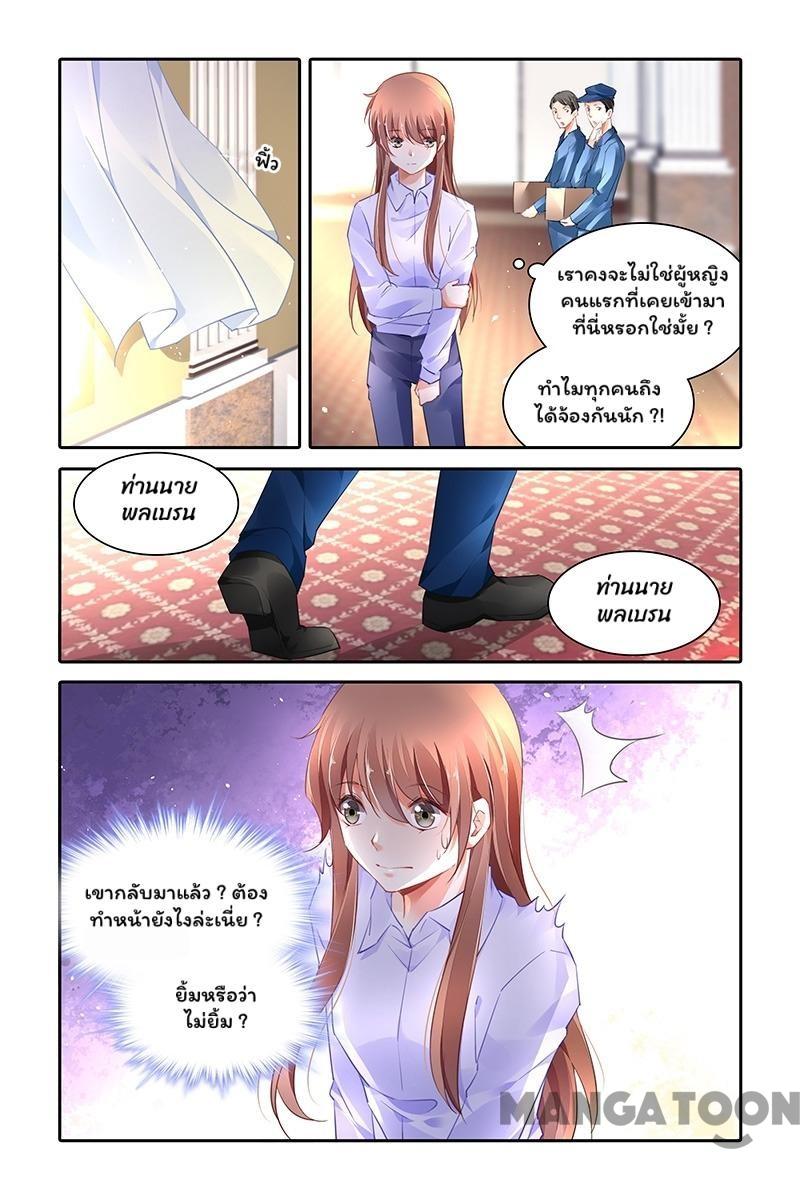 ฟิ้ว
เราคงจะไม่ใช่ผู้หญิง
คนแรกที่เคยเข้ามา
ที่นี่หรอกใช่มั้ย ?
ทำไมทุกคนถึง
ได้จ้องกันนัก ?!
ท่านนาย
พลเบรน
ท่านนาย
พลเบรน
เขากลับมาแล้ว ? ต้อง
ทำหน้ายังไงล่ะเนี่ย ?
ยิ้มหรือว่า
ไม่ยิ้ม ?
MANGATOON